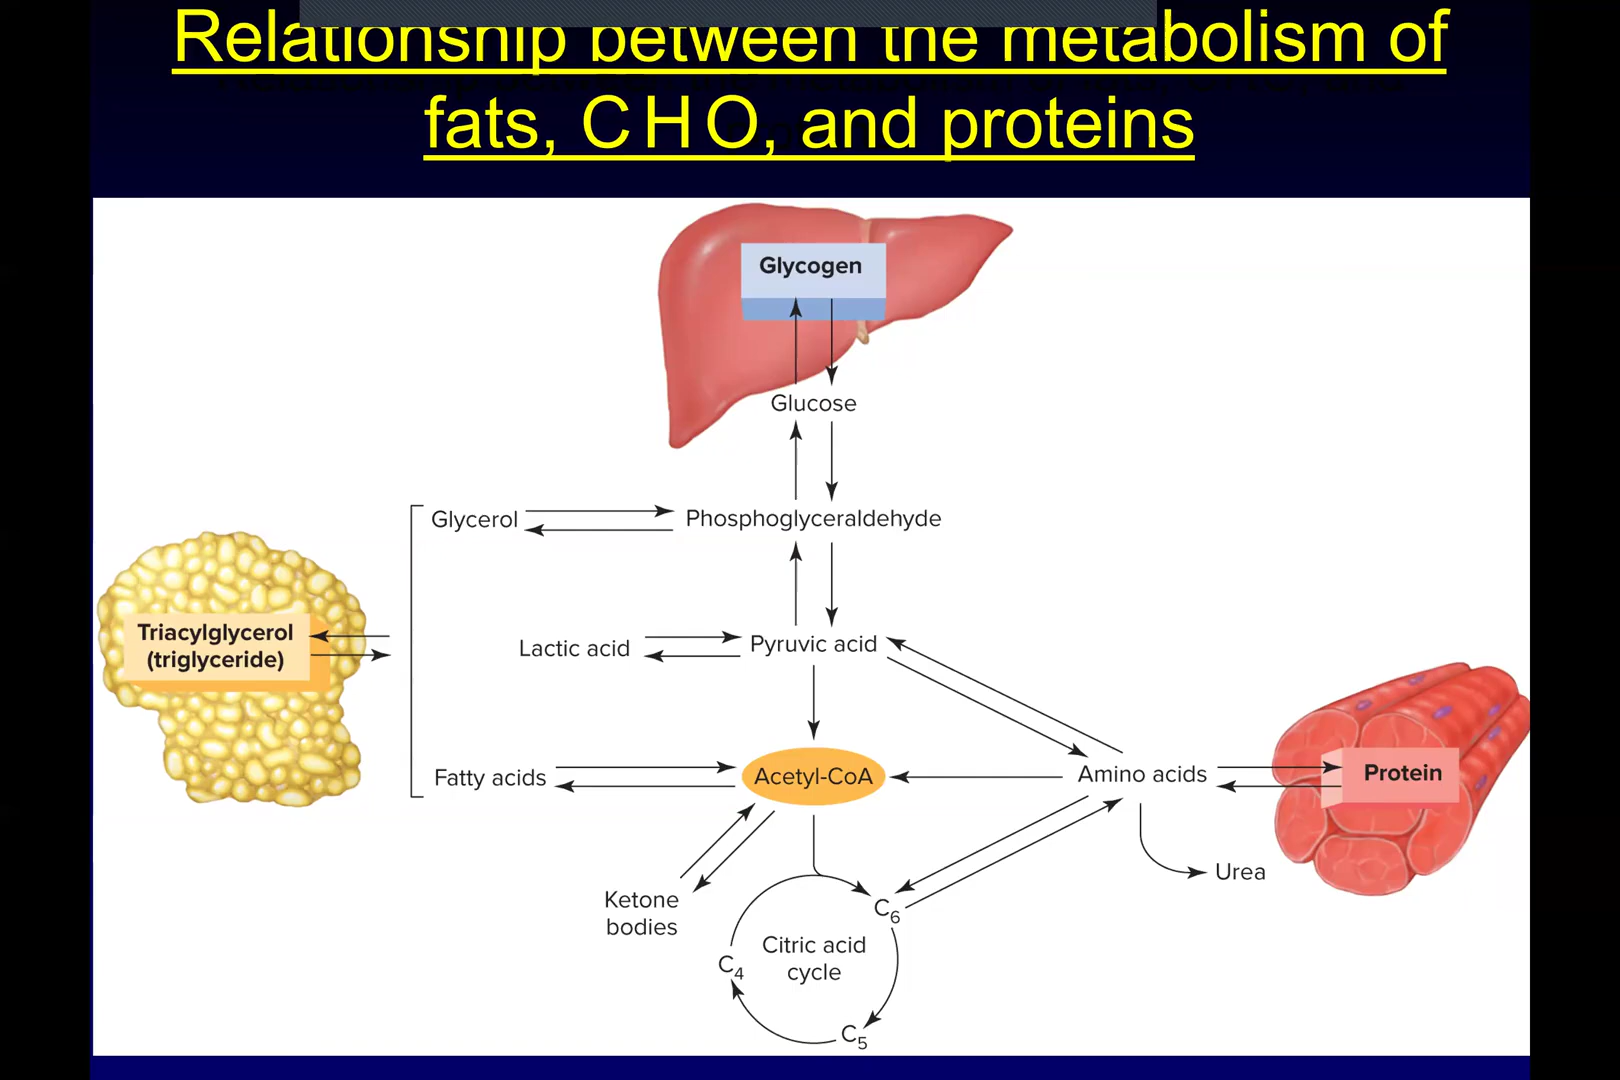 Relationship between the metabolism of
fats, CHO, and proteins
Glycogen
Glucose
Glycerol
Phosphoglyceraldehyde
Triacylglycerol
(triglyceride)
Lactic acid
Pyruvic acid
Fatty acids
Acetyl-CoA
Amino acids
Protein
Urea
Ketone
bodies
C6
Citric acid
cycle
C4
C5